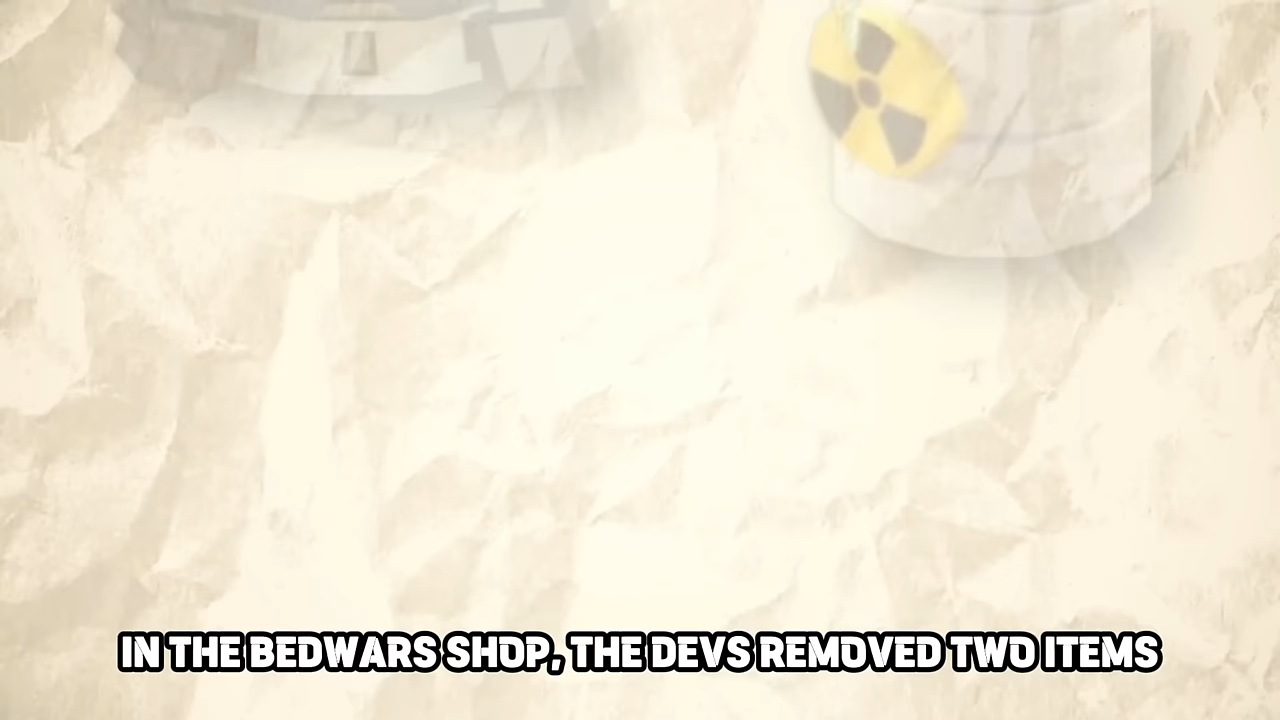 IN THE BEDWARS SHOP, THE DEVS REMOVED TWO ITEMS